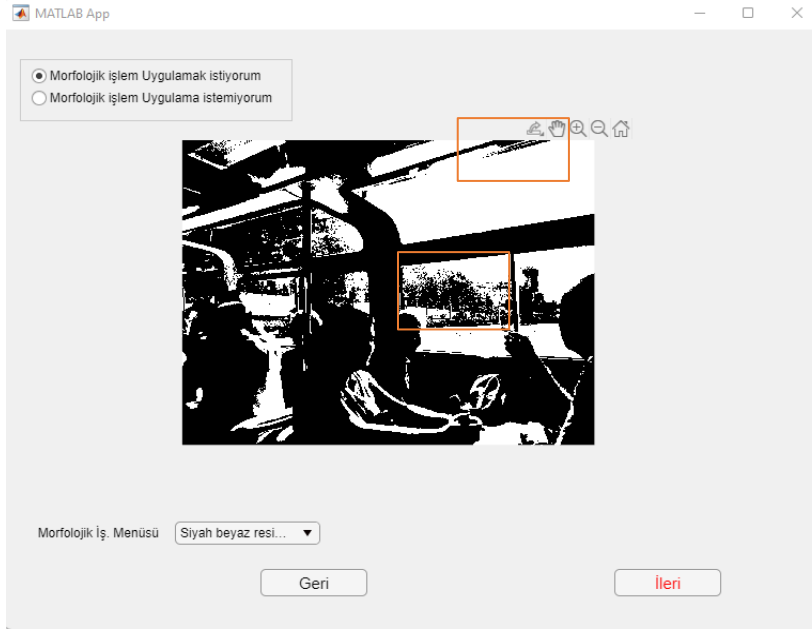 MATLAB App
Morfolojik işlem Uygulamak istiyorum
Morfolojik işlem Uygulama istemiyorum
Morfolojik İş. Menüsü Siyah beyaz resi...
Geri İleri